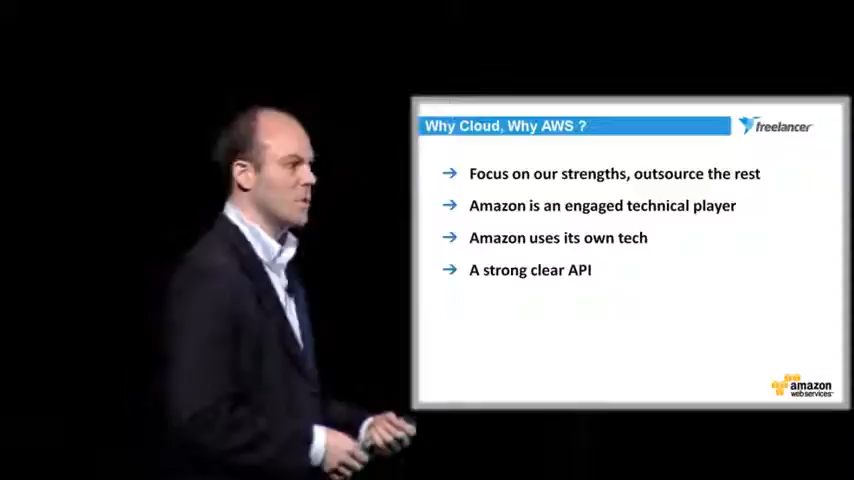 Why Cloud, Why AWS ?
freelancer
→ Focus on our strengths, outsource the rest
→ Amazon is an engaged technical player
→ Amazon uses its own tech
→ A strong clear API
amazon
web services